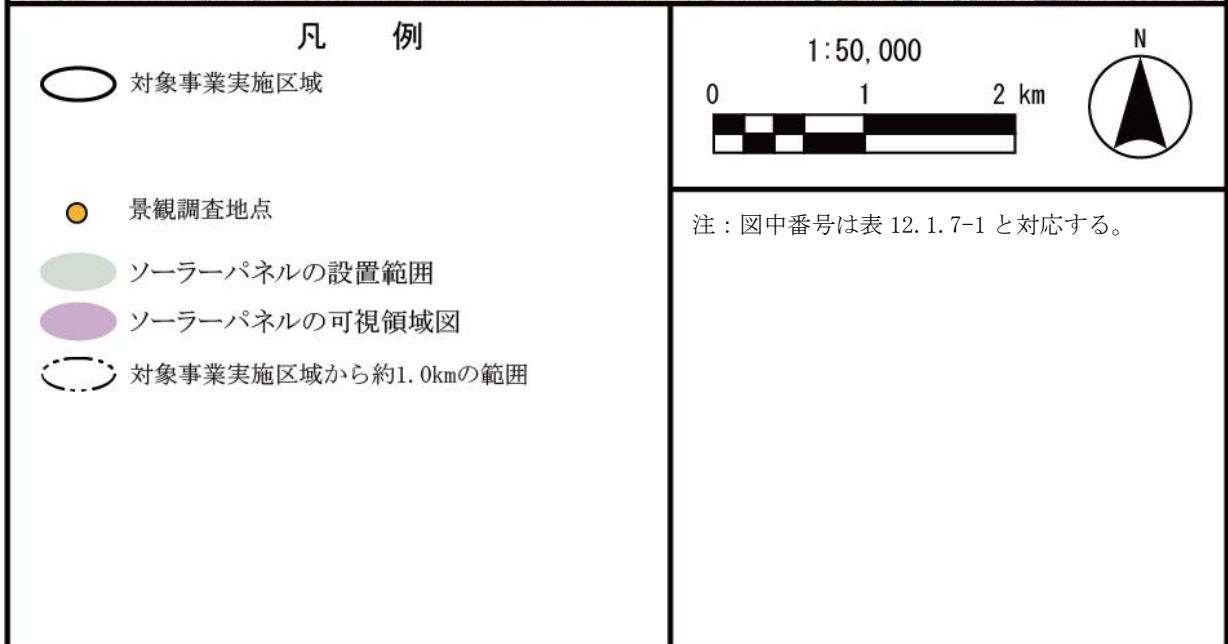 凡　例
対象事業実施区域
景観調査地点
ソーラーパネルの設置範囲
ソーラーパネルの可視領域図
対象事業実施区域から約1.0kmの範囲
1:50,000
0 1 2 km
N
注：図中番号は表 12.1.7-1 と対応する。